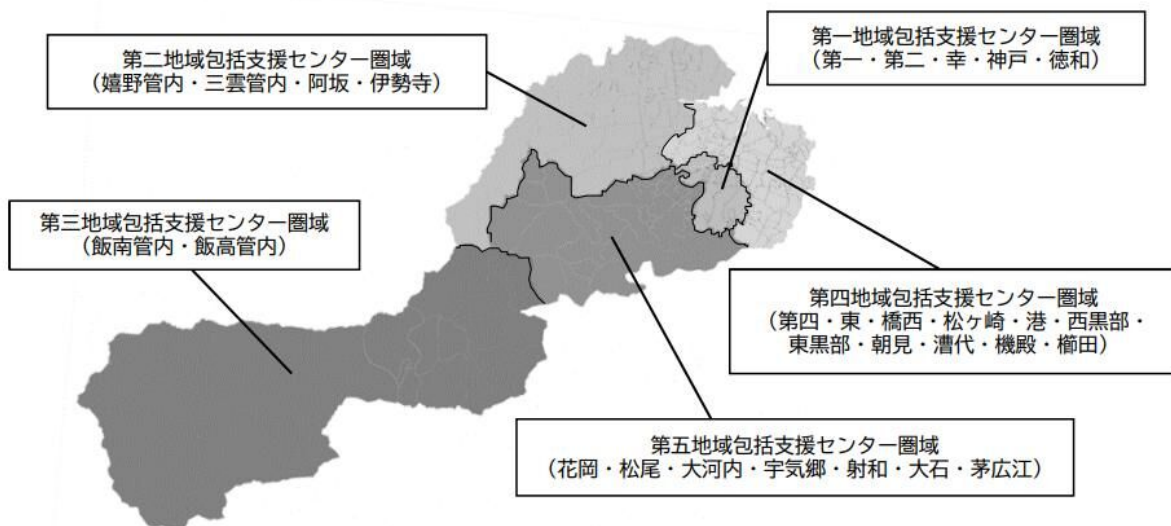 第二地域包括支援センター圏域
（嬉野管内・三雲管内・阿坂・伊勢寺）
第一地域包括支援センター圏域
（第一・第二・幸・神戸・徳和）
第三地域包括支援センター圏域
（飯南管内・飯高管内）
第四地域包括支援センター圏域
（第四・東・橋西・松ヶ崎・港・西黒部・
東黒部・朝見・漕代・機殿・櫛田）
第五地域包括支援センター圏域
（花岡・松尾・大河内・宇気郷・射和・大石・茅広江）